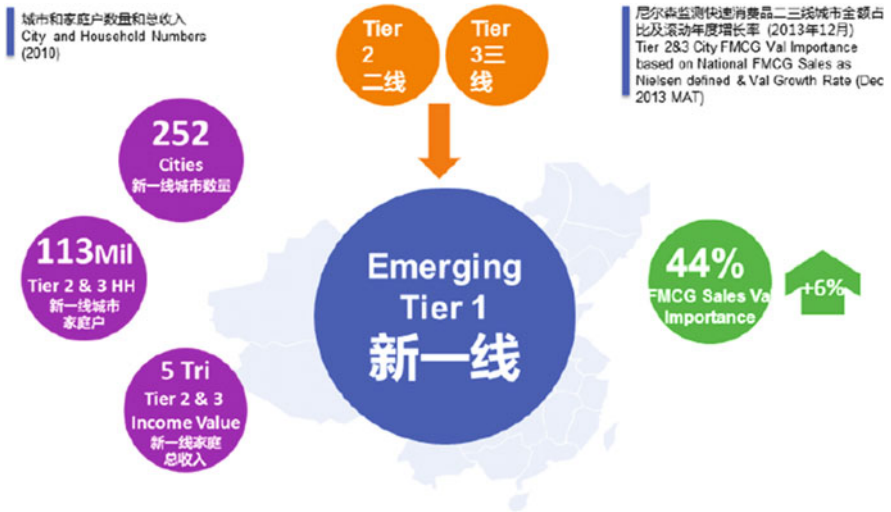 城市和家庭户数量和总收入
City and Household Numbers
(2010)
Tier
2
二线
Tier
3三
线
尼尔森监测快速消费品二三线城市金额占
比及滚动年度增长率 (2013年12月)
Tier 2&3 City FMCG Val Importance
based on National FMCG Sales as
Nielsen defined & Val Growth Rate (Dec
2013 MAT)
252
Cities
新一线城市数量
113Mil
Tier 2 & 3 HH
新一线城市
家庭户
5 Tri
Tier 2 & 3
Income Value
新一线家庭
总收入
Emerging
Tier 1
新一线
44%
FMCG Sales Val
Importance
+6%